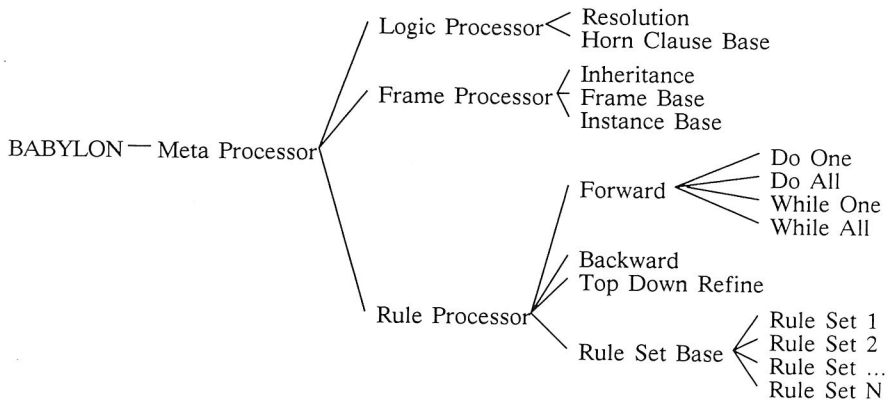 BABYLON
Meta Processor
Logic Processor
Resolution
Horn Clause Base
Frame Processor
Inheritance
Frame Base
Instance Base
Rule Processor
Forward
Do One
Do All
While One
While All
Backward
Top Down Refine
Rule Set Base
Rule Set 1
Rule Set 2
Rule Set ...
Rule Set N